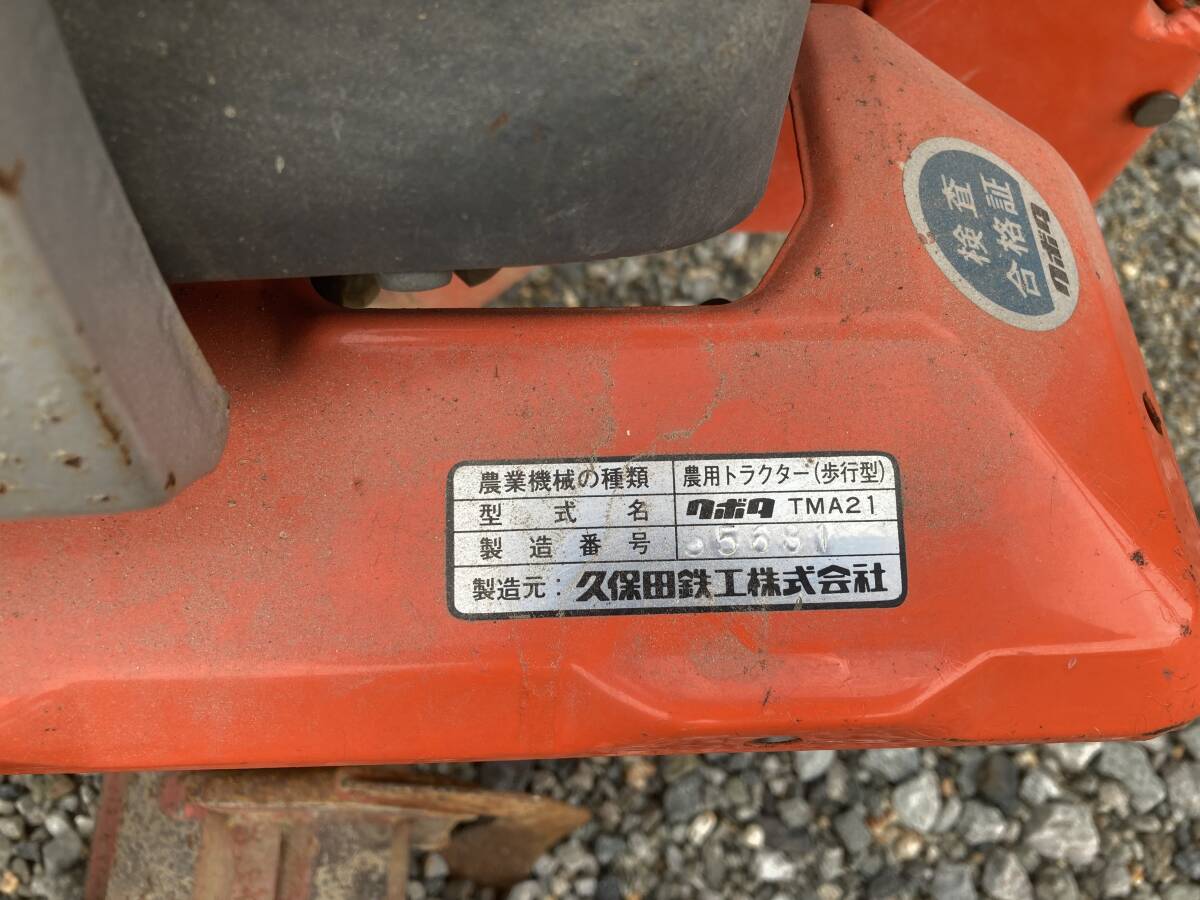 検査
合格証
クボタ
農業機械の種類 農用トラクター(歩行型)
型式名 クボタ TMA21
製造番号
製造元: 久保田鉄工株式会社